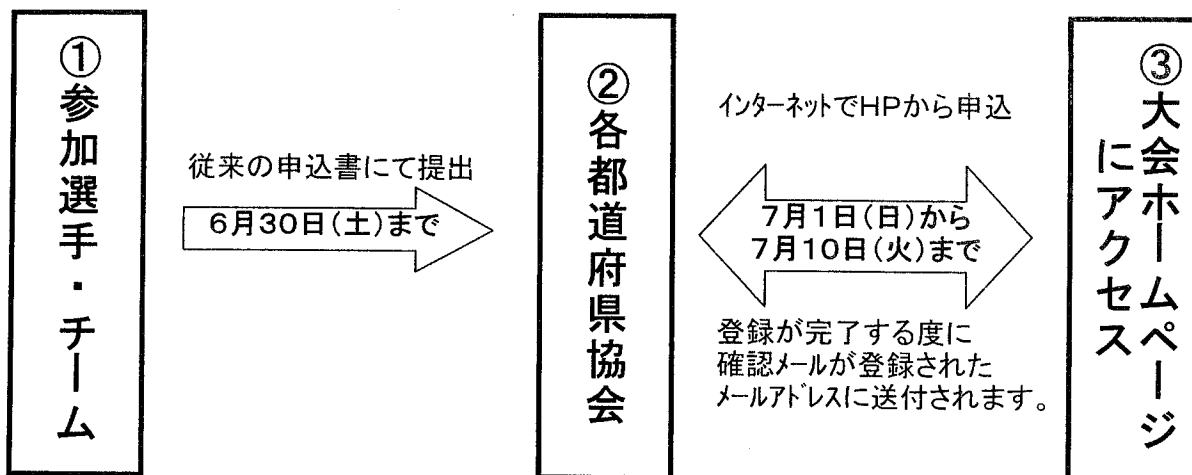 ①参加選手・チーム
従来の申込書にて提出
6月30日(土)まで
②各都道府県協会
インターネットでHPから申込
7月1日(日)から
7月10日(火)まで
登録が完了する度に
確認メールが登録された
メールアドレスに送付されます。
③大会ホームページ
にアクセス